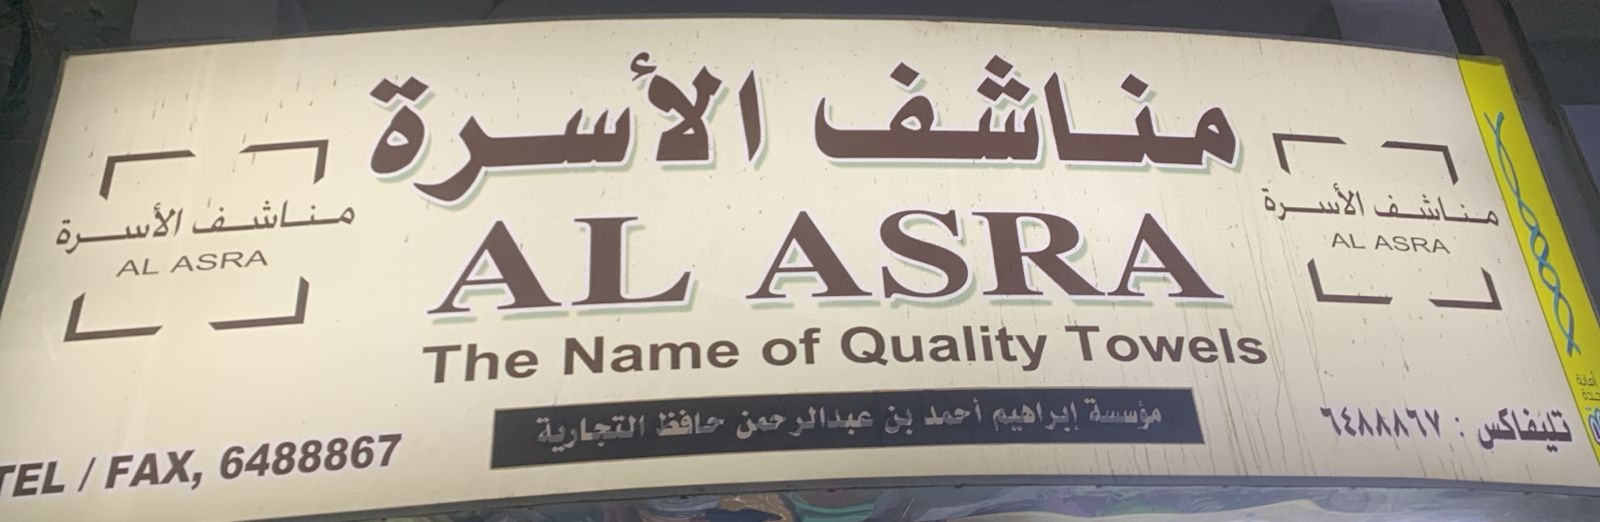 مناشف الأسرة
AL ASRA
The Name of Quality Towels
مؤسسة إبراهيم أحمد بن عبدالرحمن حافظ التجارية
مناشف الأسرة
AL ASRA
مناشف الأسرة
AL ASRA
TEL / FAX, 6488867
تليفاكس : ٦٤٨٨٨٦٧
أمانة